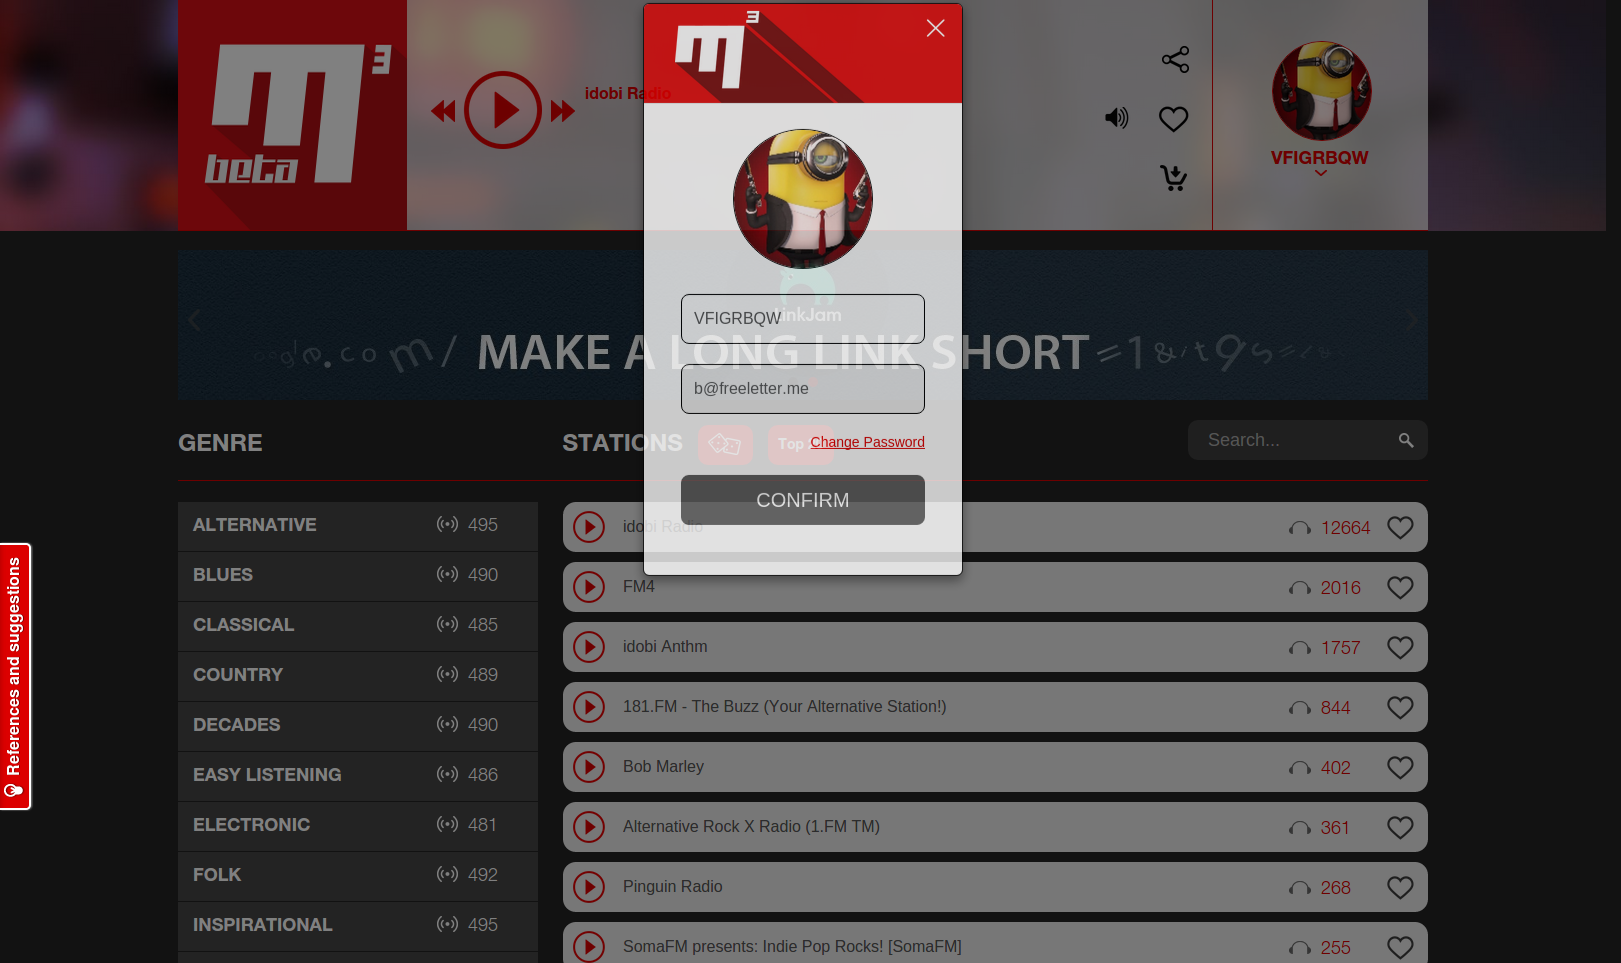 m3
beta
idobi Radio
VFIGRBQW
m3
VFIGRBQW
b@freeletter.me
Change Password
CONFIRM
LinkJam
MAKE A LONG LINK SHORT
GENRE
STATIONS
Top
Search...
ALTERNATIVE 495
BLUES 490
CLASSICAL 485
COUNTRY 489
DECADES 490
EASY LISTENING 486
ELECTRONIC 481
FOLK 492
INSPIRATIONAL 495
idobi Radio 12664
FM4 2016
idobi Anthm 1757
181.FM - The Buzz (Your Alternative Station!) 844
Bob Marley 402
Alternative Rock X Radio (1.FM TM) 361
Pinguin Radio 268
SomaFM presents: Indie Pop Rocks! [SomaFM] 255
References and suggestions